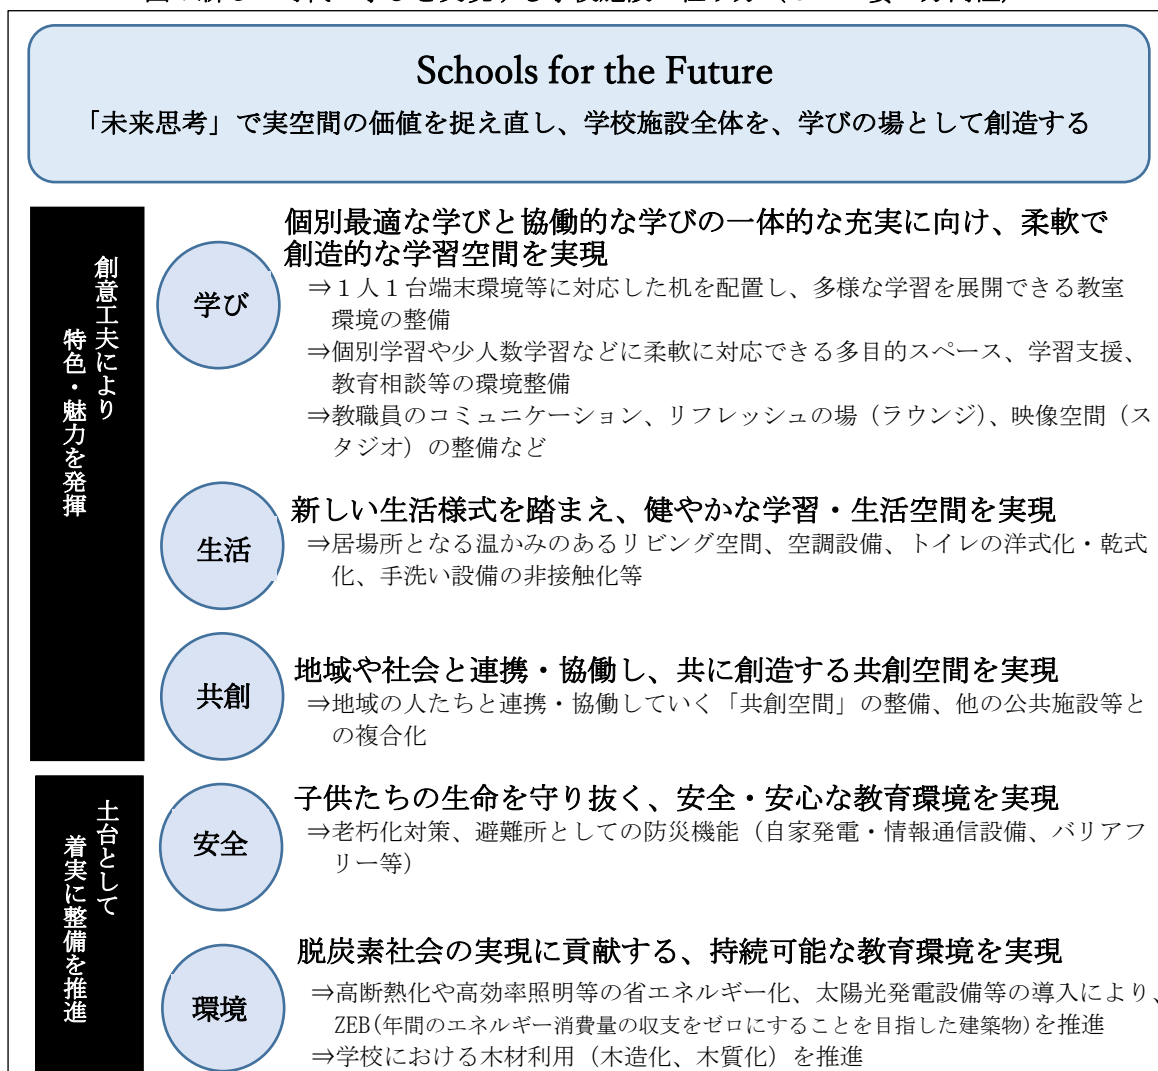 Schools for the Future
「未来思考」で実空間の価値を捉え直し、学校施設全体を、学びの場として創造する
創意工夫により
特色・魅力を発揮
学び
個別最適な学びと協働的な学びの一体的な充実に向け、柔軟で
創造的な学習空間を実現
⇒１人１台端末環境等に対応した机を配置し、多様な学習を展開できる教室
環境の整備
⇒個別学習や少人数学習などに柔軟に対応できる多目的スペース、学習支援、
教育相談等の環境整備
⇒教職員のコミュニケーション、リフレッシュの場（ラウンジ）、映像空間（ス
タジオ）の整備など
生活
新しい生活様式を踏まえ、健やかな学習・生活空間を実現
⇒居場所となる温かみのあるリビング空間、空調設備、トイレの洋式化・乾式
化、手洗い設備の非接触化等
共創
地域や社会と連携・協働し、共に創造する共創空間を実現
⇒地域の人たちと連携・協働していく「共創空間」の整備、他の公共施設等と
の複合化
土台として
着実に整備を推進
安全
子供たちの生命を守り抜く、安全・安心な教育環境を実現
⇒老朽化対策、避難所としての防災機能（自家発電・情報通信設備、バリアフ
リー等）
環境
脱炭素社会の実現に貢献する、持続可能な教育環境を実現
⇒高断熱化や高効率照明等の省エネルギー化、太陽光発電設備等の導入により、
ZEB(年間のエネルギー消費量の収支をゼロにすることを目指した建築物)を推進
⇒学校における木材利用（木造化、木質化）を推進